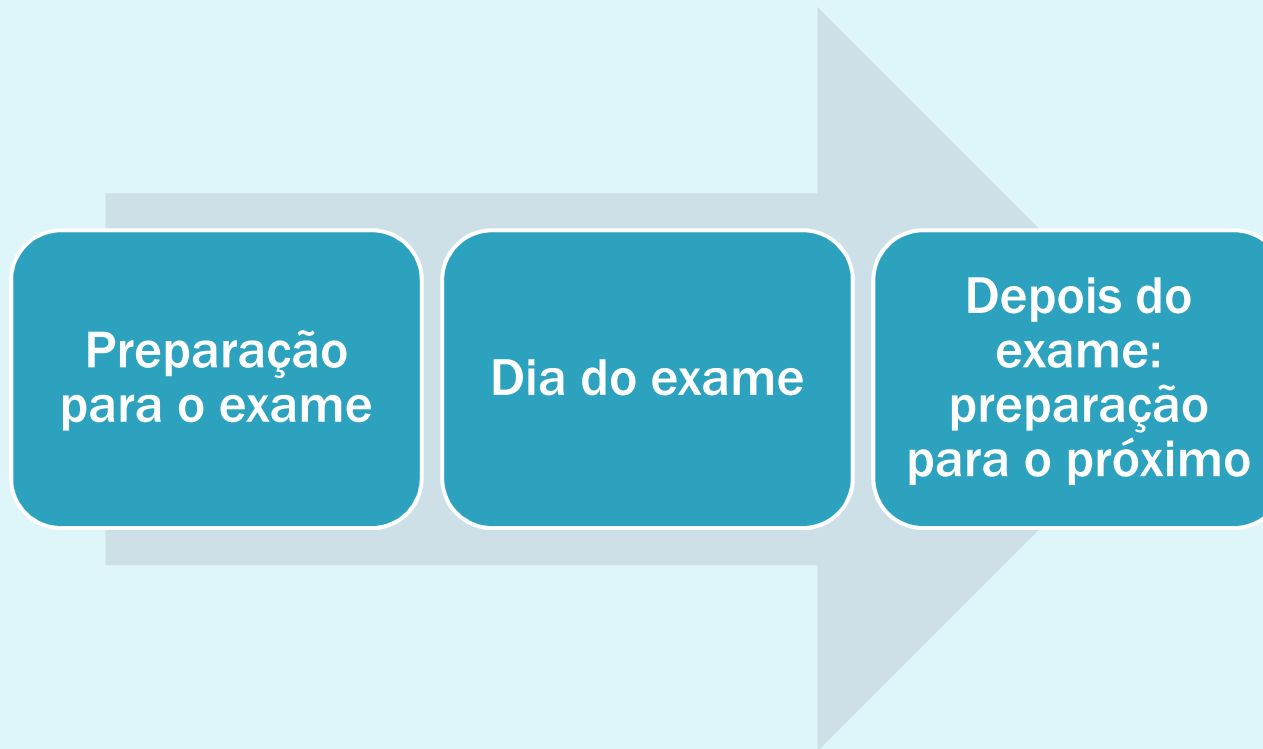 Preparação
para o exame
Dia do exame
Depois do
exame:
preparação
para o próximo